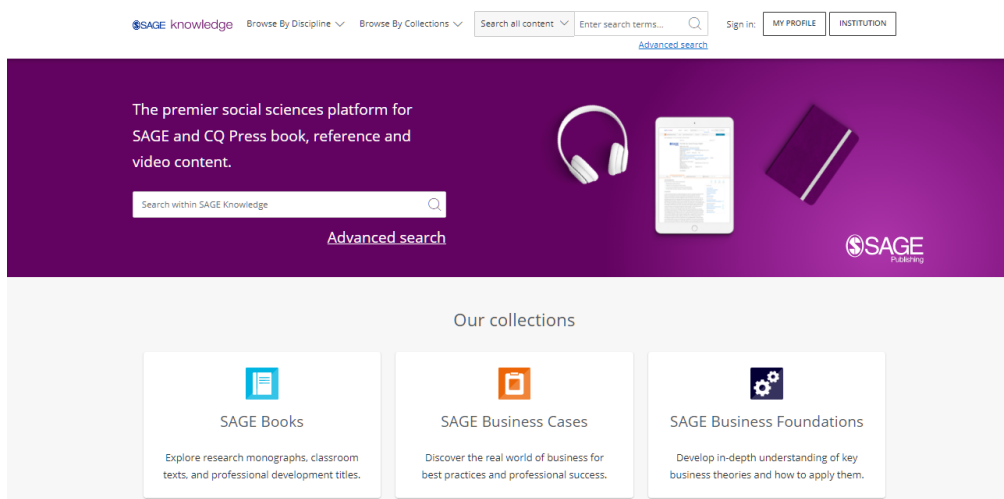 SAGE knowledge Browse By Discipline Browse By Collections Search all content Enter search terms... Sign in: MY PROFILE INSTITUTION
Advanced search
The premier social sciences platform for
SAGE and CQ Press book, reference and
video content.
Search within SAGE Knowledge
Advanced search
SAGE
Publishing
Our collections
SAGE Books
SAGE Business Cases
SAGE Business Foundations
Explore research monographs, classroom
texts, and professional development titles.
Discover the real world of business for
best practices and professional success.
Develop in-depth understanding of key
business theories and how to apply them.